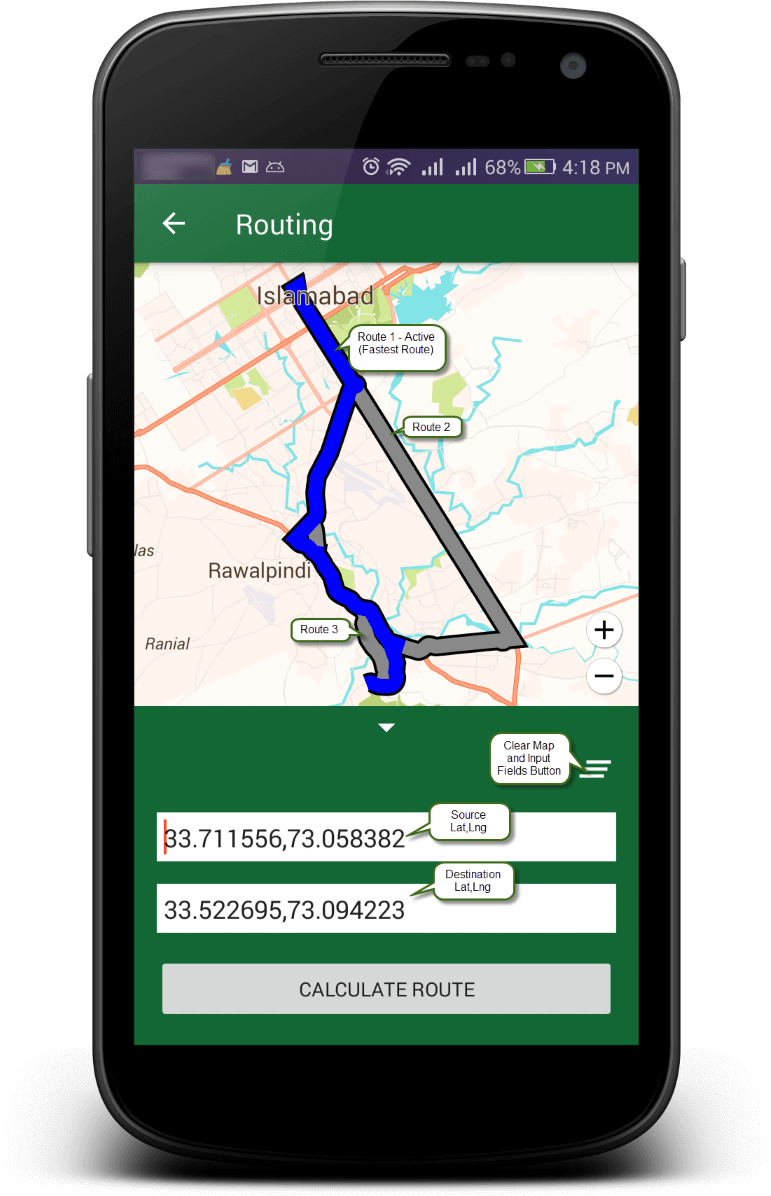 68% 4:18 PM
Routing
Islamabad
Route 1 - Active
(Fastest Route)
Route 2
las
Rawalpindi
Route 3
Ranial
+
−
Clear Map
and Input
Fields Button
Source
Lat,Lng
33.711556,73.058382
Destination
Lat,Lng
33.522695,73.094223
CALCULATE ROUTE